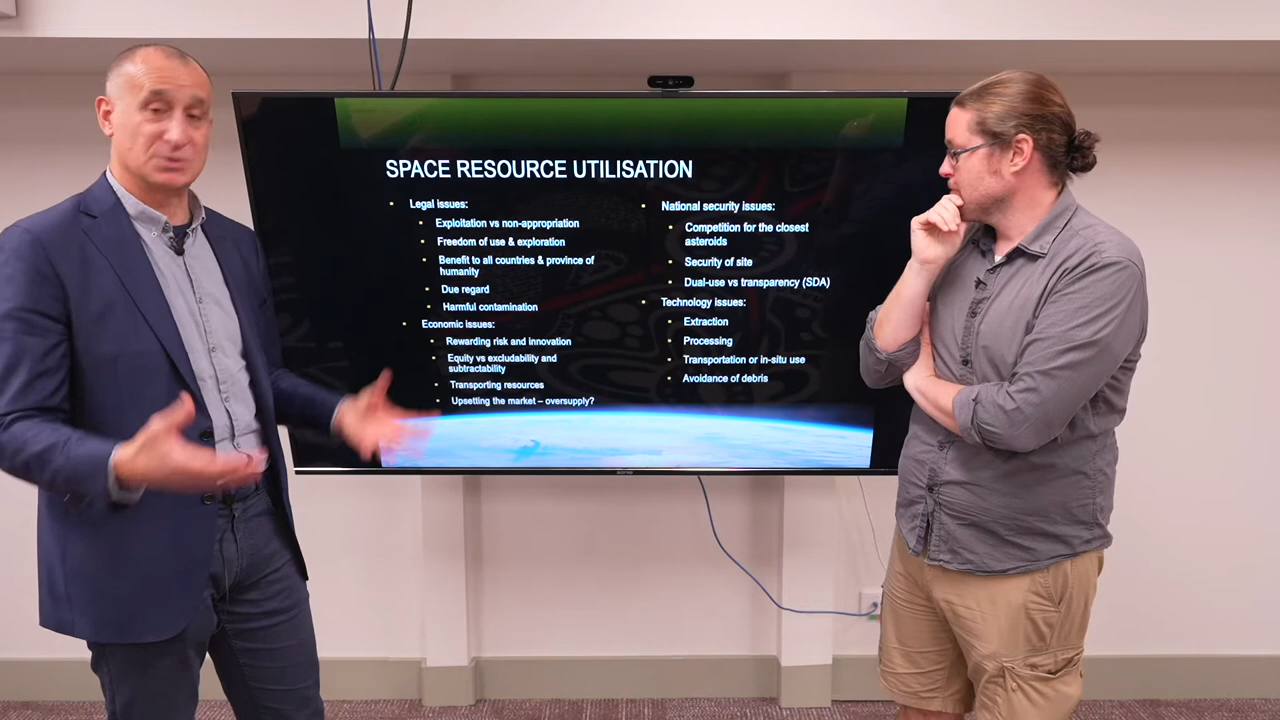 SPACE RESOURCE UTILISATION
Legal issues:
Exploitation vs non-appropriation
Freedom of use & exploration
Benefit to all countries & province of
humanity
Due regard
Harmful contamination
Economic issues:
Rewarding risk and innovation
Equity vs excludability and
subtractability
Transporting resources
Upsetting the market – oversupply?
National security issues:
Competition for the closest
asteroids
Security of site
Dual-use vs transparency (SDA)
Technology issues:
Extraction
Processing
Transportation or in-situ use
Avoidance of debris